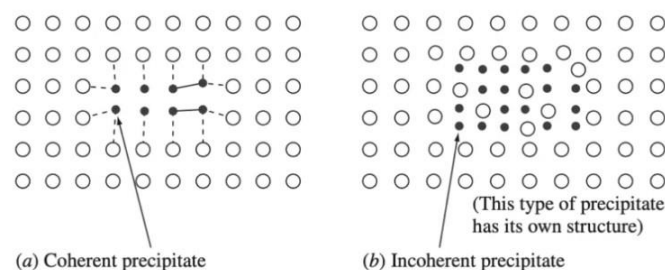 (This type of precipitate
has its own structure)
(a) Coherent precipitate
(b) Incoherent precipitate